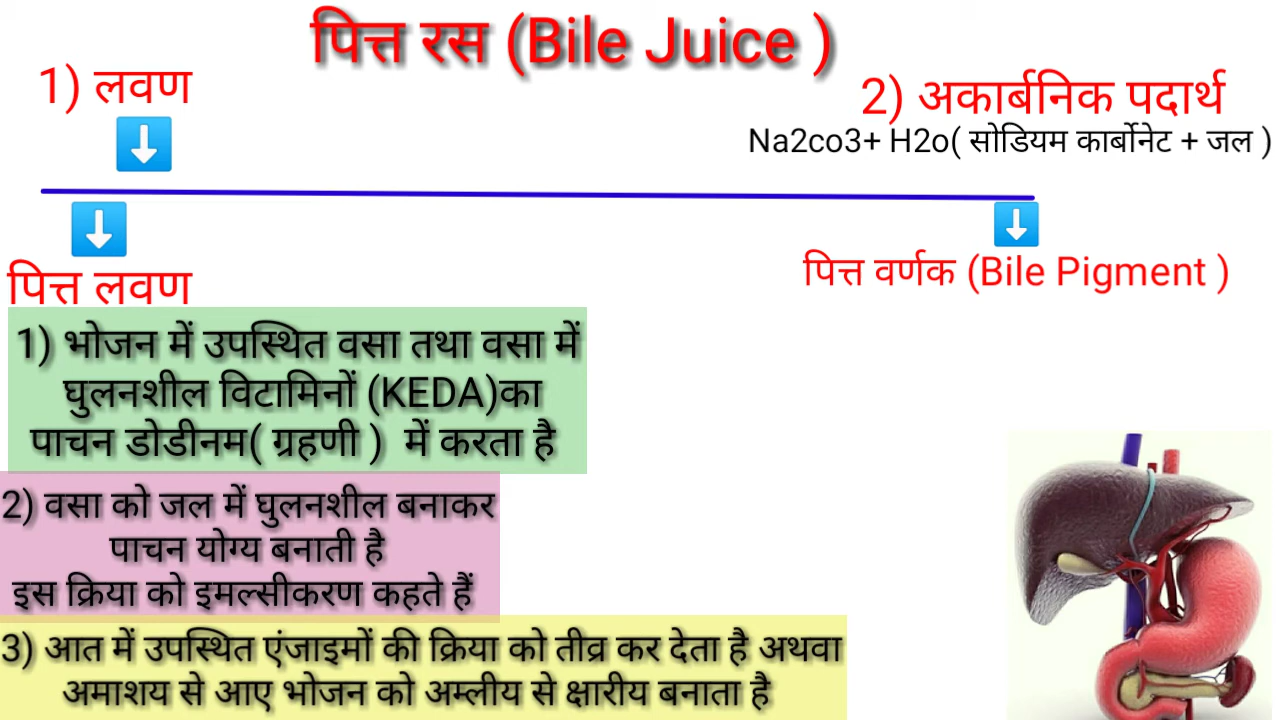 पित्त रस (Bile Juice )
1) लवण
2) अकार्बनिक पदार्थ
Na2co3+ H2o( सोडियम कार्बोनेट + जल )
पित्त लवण
पित्त वर्णक (Bile Pigment )
1) भोजन में उपस्थित वसा तथा वसा में
घुलनशील विटामिनों (KEDA)का
पाचन डोडीनम( ग्रहणी ) में करता है
2) वसा को जल में घुलनशील बनाकर
पाचन योग्य बनाती है
इस क्रिया को इमल्सीकरण कहते हैं
3) आत में उपस्थित एंजाइमों की क्रिया को तीव्र कर देता है अथवा
अमाशय से आए भोजन को अम्लीय से क्षारीय बनाता है